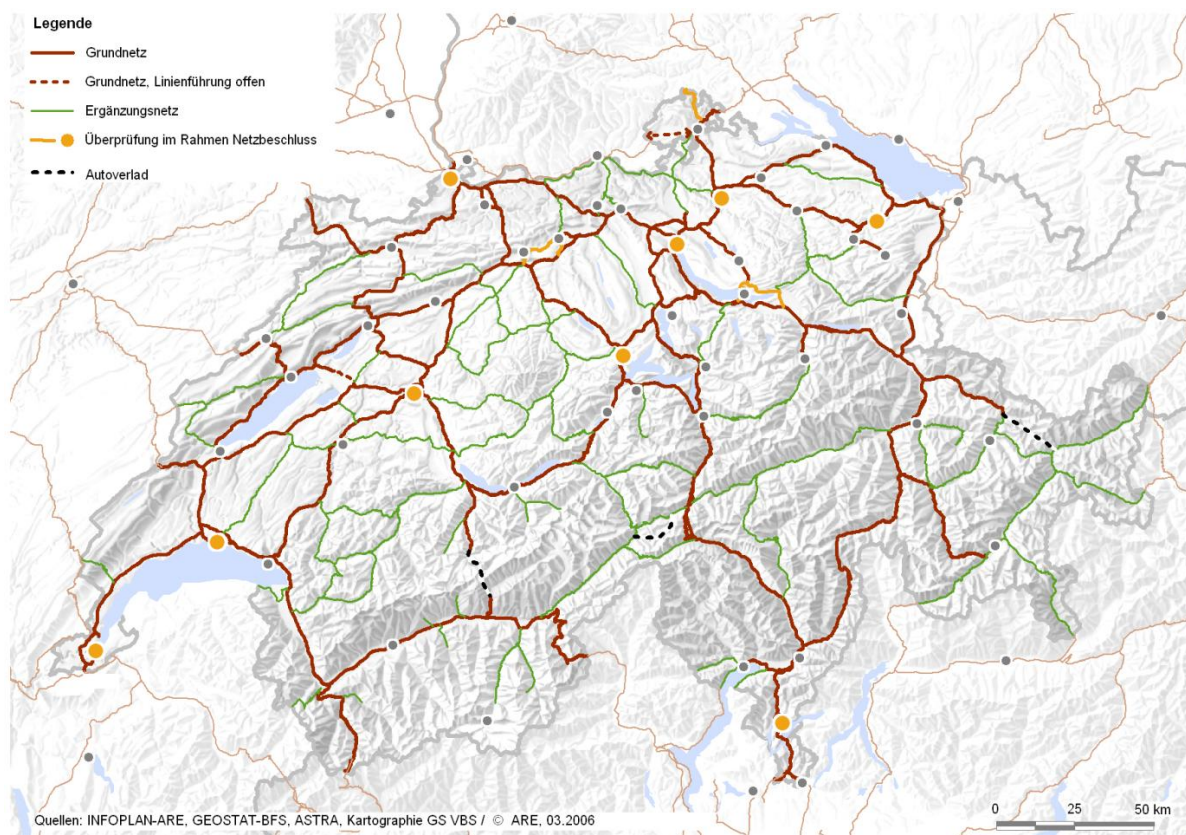 Legende
Grundnetz
Grundnetz, Linienführung offen
Ergänzungsnetz
Überprüfung im Rahmen Netzbeschluss
Autoverlad
0 25 50 km
Quellen: INFOPLAN-ARE, GEOSTAT-BFS, ASTRA, Kartographie GS VBS / © ARE, 03.2006